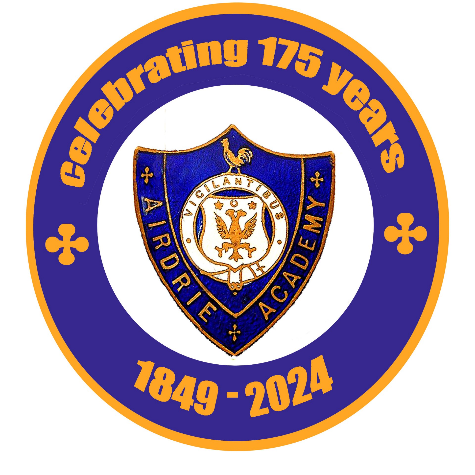 Celebrating 175 years
VIGILANTIBUS
AIRDRIE ACADEMY
1849 - 2024